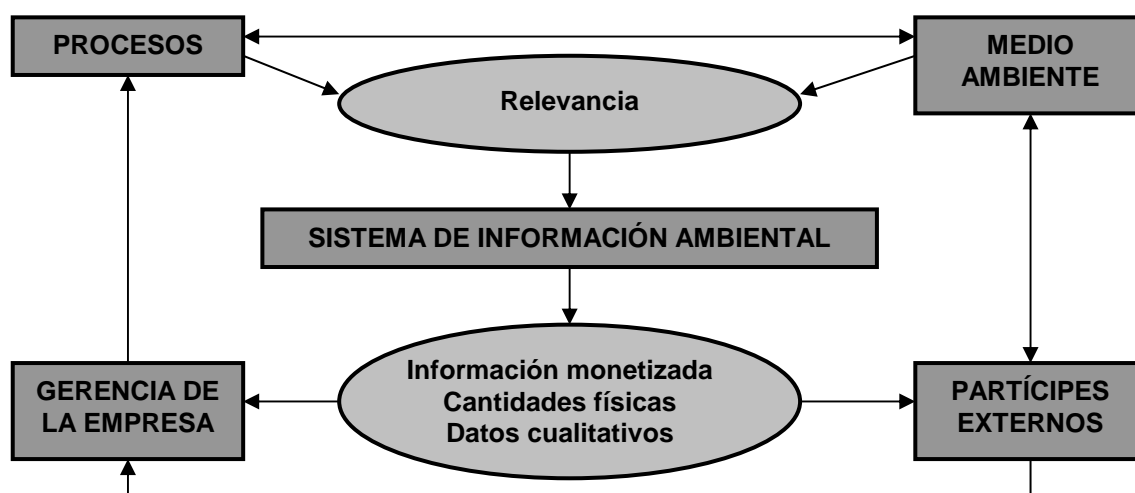 PROCESOS
MEDIO
AMBIENTE
Relevancia
SISTEMA DE INFORMACIÓN AMBIENTAL
Información monetizada
Cantidades físicas
Datos cualitativos
GERENCIA DE
LA EMPRESA
PARTÍCIPES
EXTERNOS